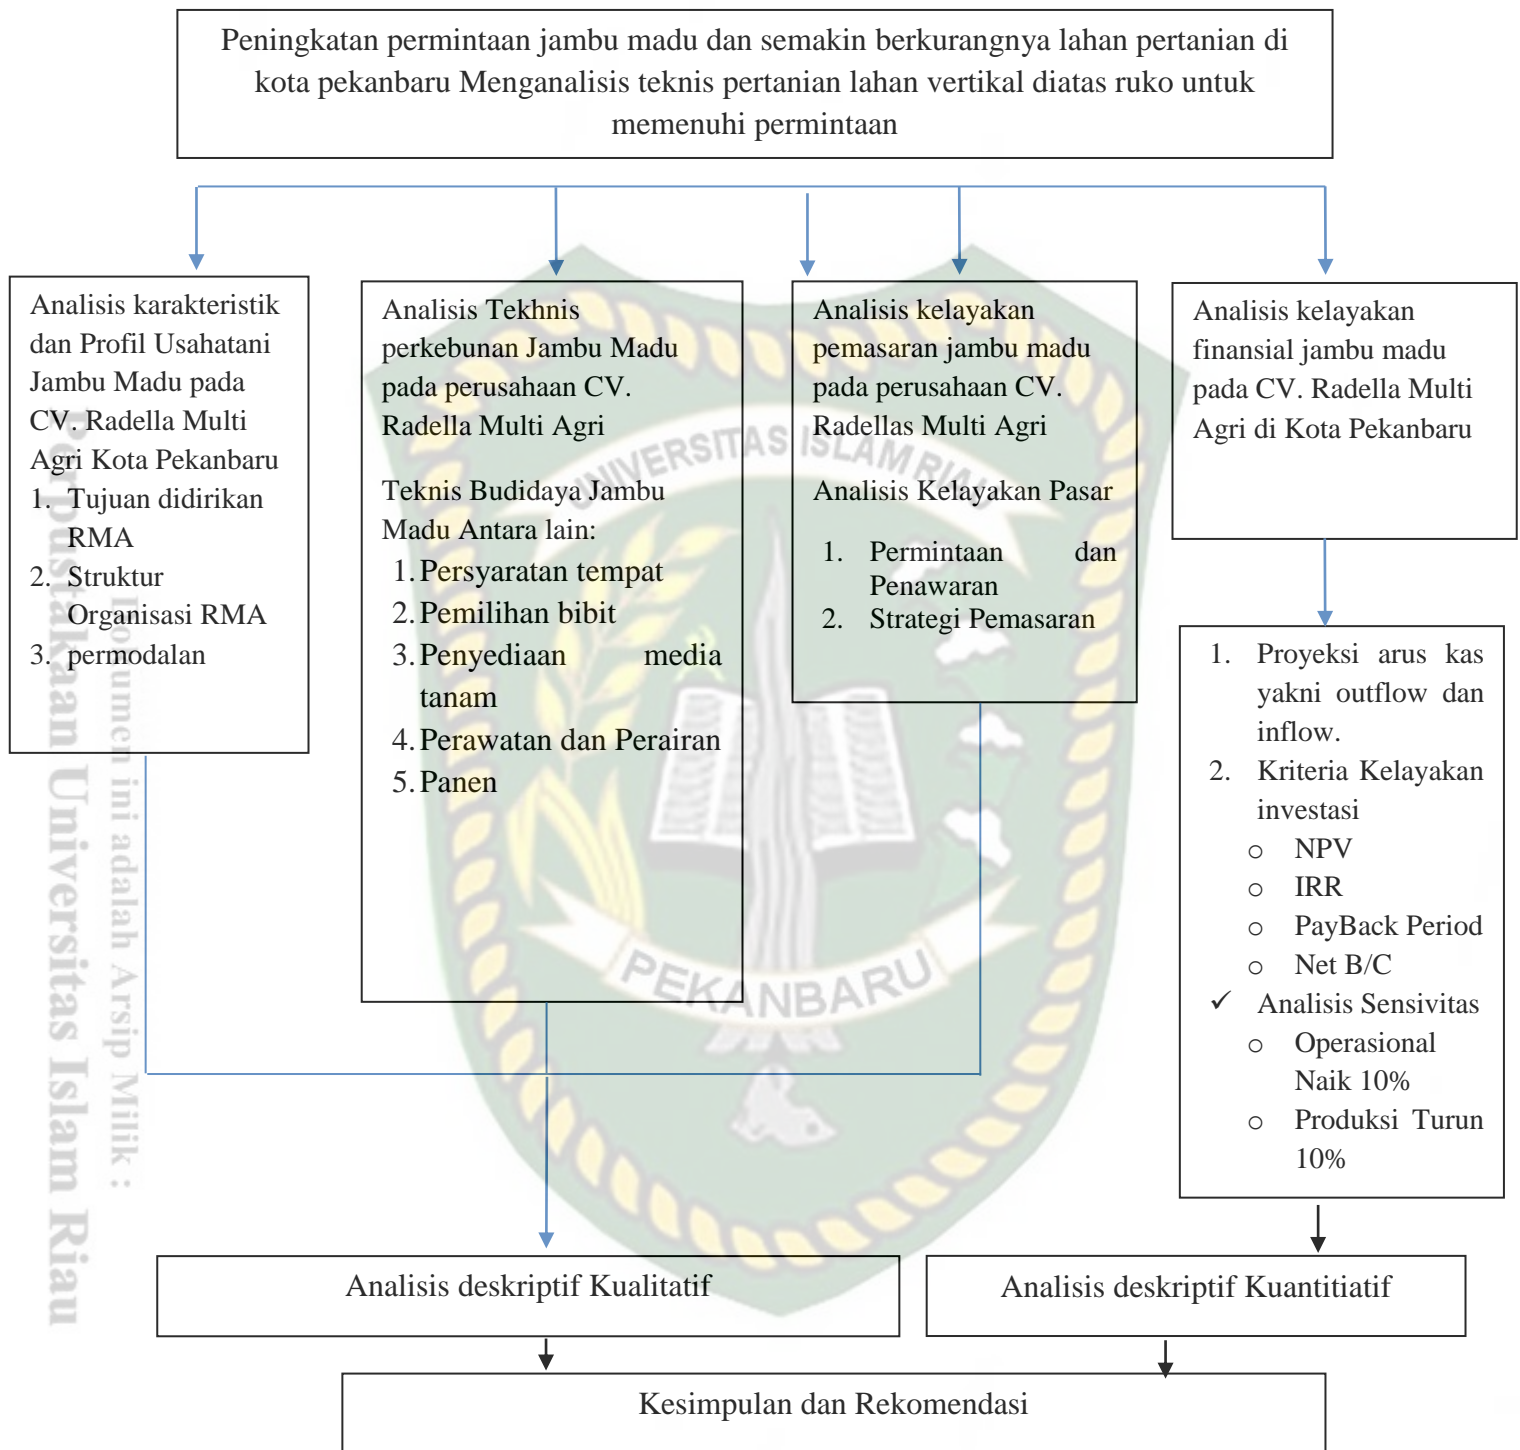 Peningkatan permintaan jambu madu dan semakin berkurangnya lahan pertanian di
kota pekanbaru Menganalisis teknis pertanian lahan vertikal diatas ruko untuk
memenuhi permintaan
Analisis karakteristik
dan Profil Usahatani
Jambu Madu pada
CV. Radella Multi
Agri Kota Pekanbaru
1. Tujuan didirikan
RMA
2. Struktur
Organisasi RMA
3. permodalan
Analisis Tekhnis
perkebunan Jambu Madu
pada perusahaan CV.
Radella Multi Agri
Teknis Budidaya Jambu
Madu Antara lain:
1. Persyaratan tempat
2. Pemilihan bibit
3. Penyediaan media
tanam
4. Perawatan dan Perairan
5. Panen
Analisis kelayakan
pemasaran jambu madu
pada perusahaan CV.
Radellas Multi Agri
Analisis Kelayakan Pasar
1. Permintaan dan
Penawaran
2. Strategi Pemasaran
Analisis kelayakan
finansial jambu madu
pada CV. Radella Multi
Agri di Kota Pekanbaru
1. Proyeksi arus kas
yakni outflow dan
inflow.
2. Kriteria Kelayakan
investasi
o NPV
o IRR
o PayBack Period
o Net B/C
✓ Analisis Sensivitas
o Operasional
Naik 10%
o Produksi Turun
10%
Analisis deskriptif Kualitatif
Analisis deskriptif Kuantitiatif
Kesimpulan dan Rekomendasi
UNIVERSITAS ISLAM RIAU
PEKANBARU
Dokumen ini adalah Arsip Milik :
Perpustakaan Universitas Islam Riau